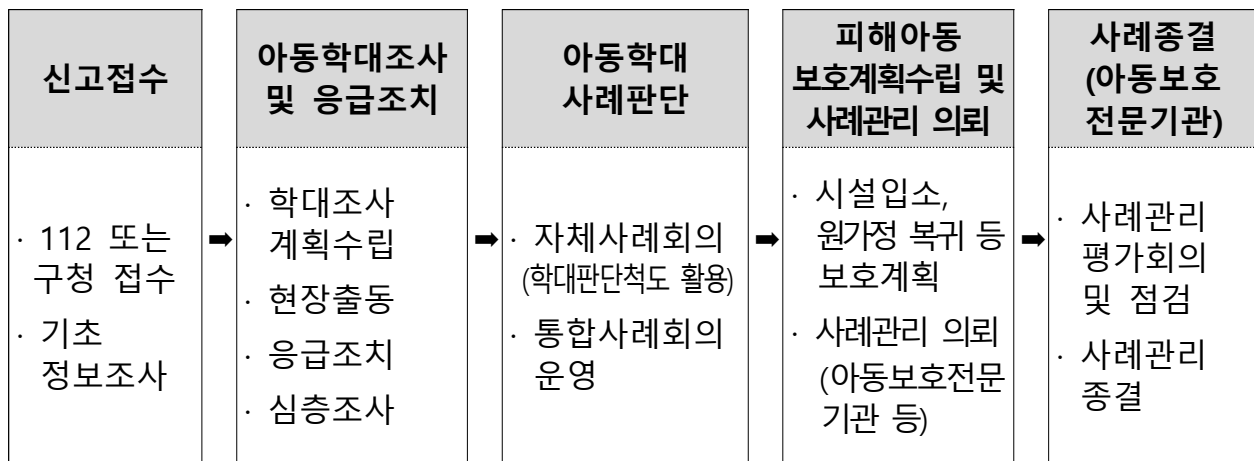 신고접수
아동학대조사
및 응급조치
아동학대
사례판단
피해아동
보호계획수립 및
사례관리 의뢰
사례종결
(아동보호
전문기관)
· 112 또는
구청 접수
· 기초
정보조사
➡
· 학대조사
계획수립
· 현장출동
· 응급조치
· 심층조사
➡
· 자체사례회의
(학대판단척도 활용)
· 통합사례회의
운영
➡
· 시설입소,
원가정 복귀 등
보호계획
· 사례관리 의뢰
(아동보호전문
기관 등)
➡
· 사례관리
평가회의
및 점검
· 사례관리
종결